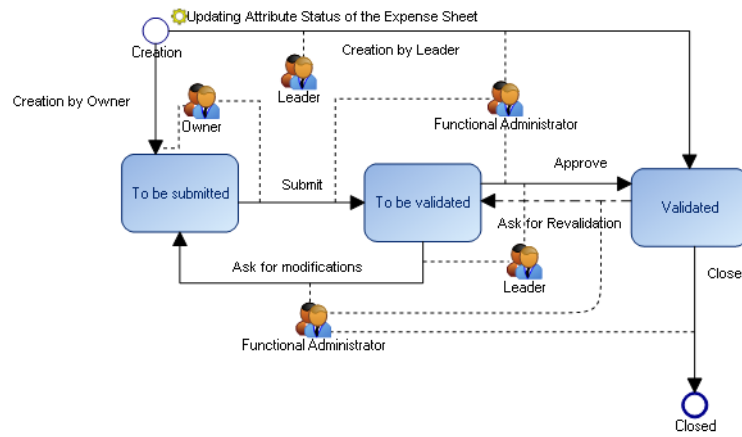 Updating Attribute Status of the Expense Sheet
Creation
Creation by Leader
Leader
Creation by Owner
Owner
Functional Administrator
Approve
To be submitted
Submit
To be validated
Validated
Ask for Revalidation
Ask for modifications
Leader
Close
Functional Administrator
Closed